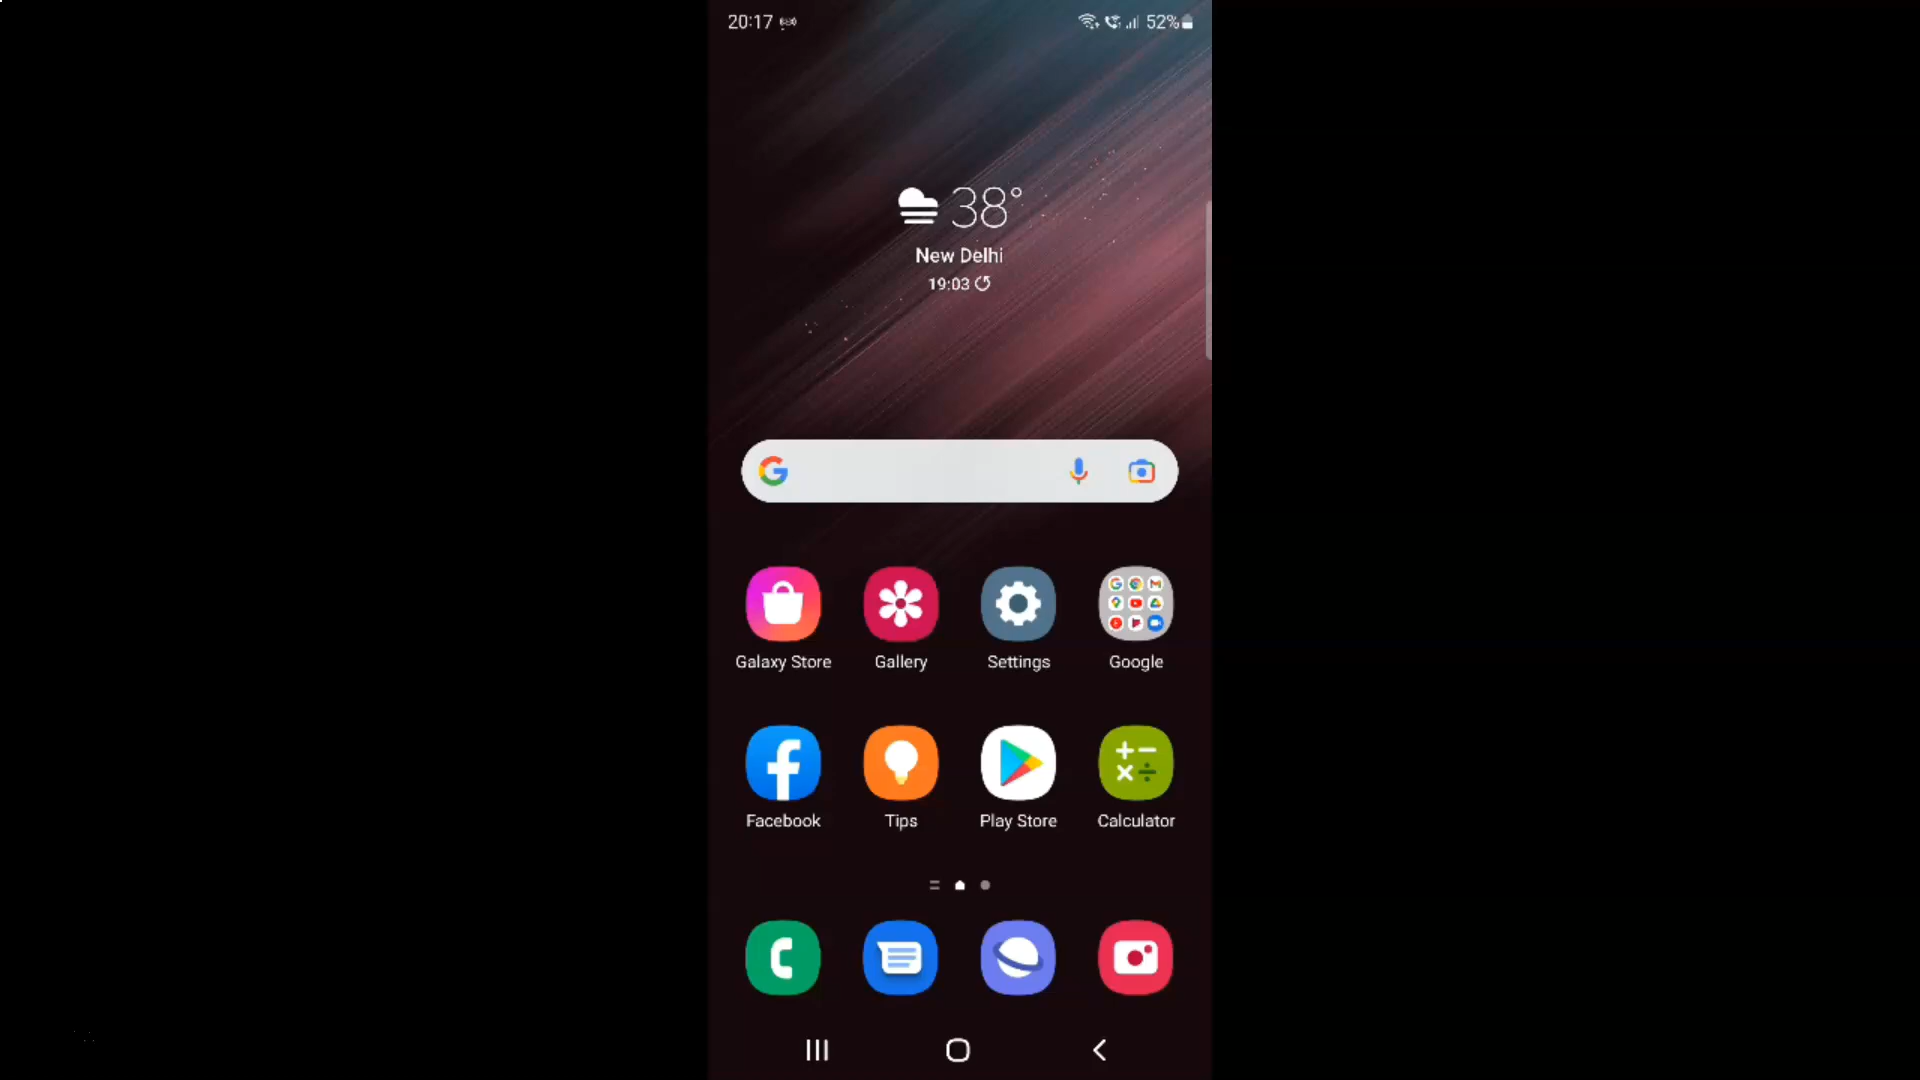 20:17 52%
38°
New Delhi
19:03
Galaxy Store Gallery Settings Google
Facebook Tips Play Store Calculator